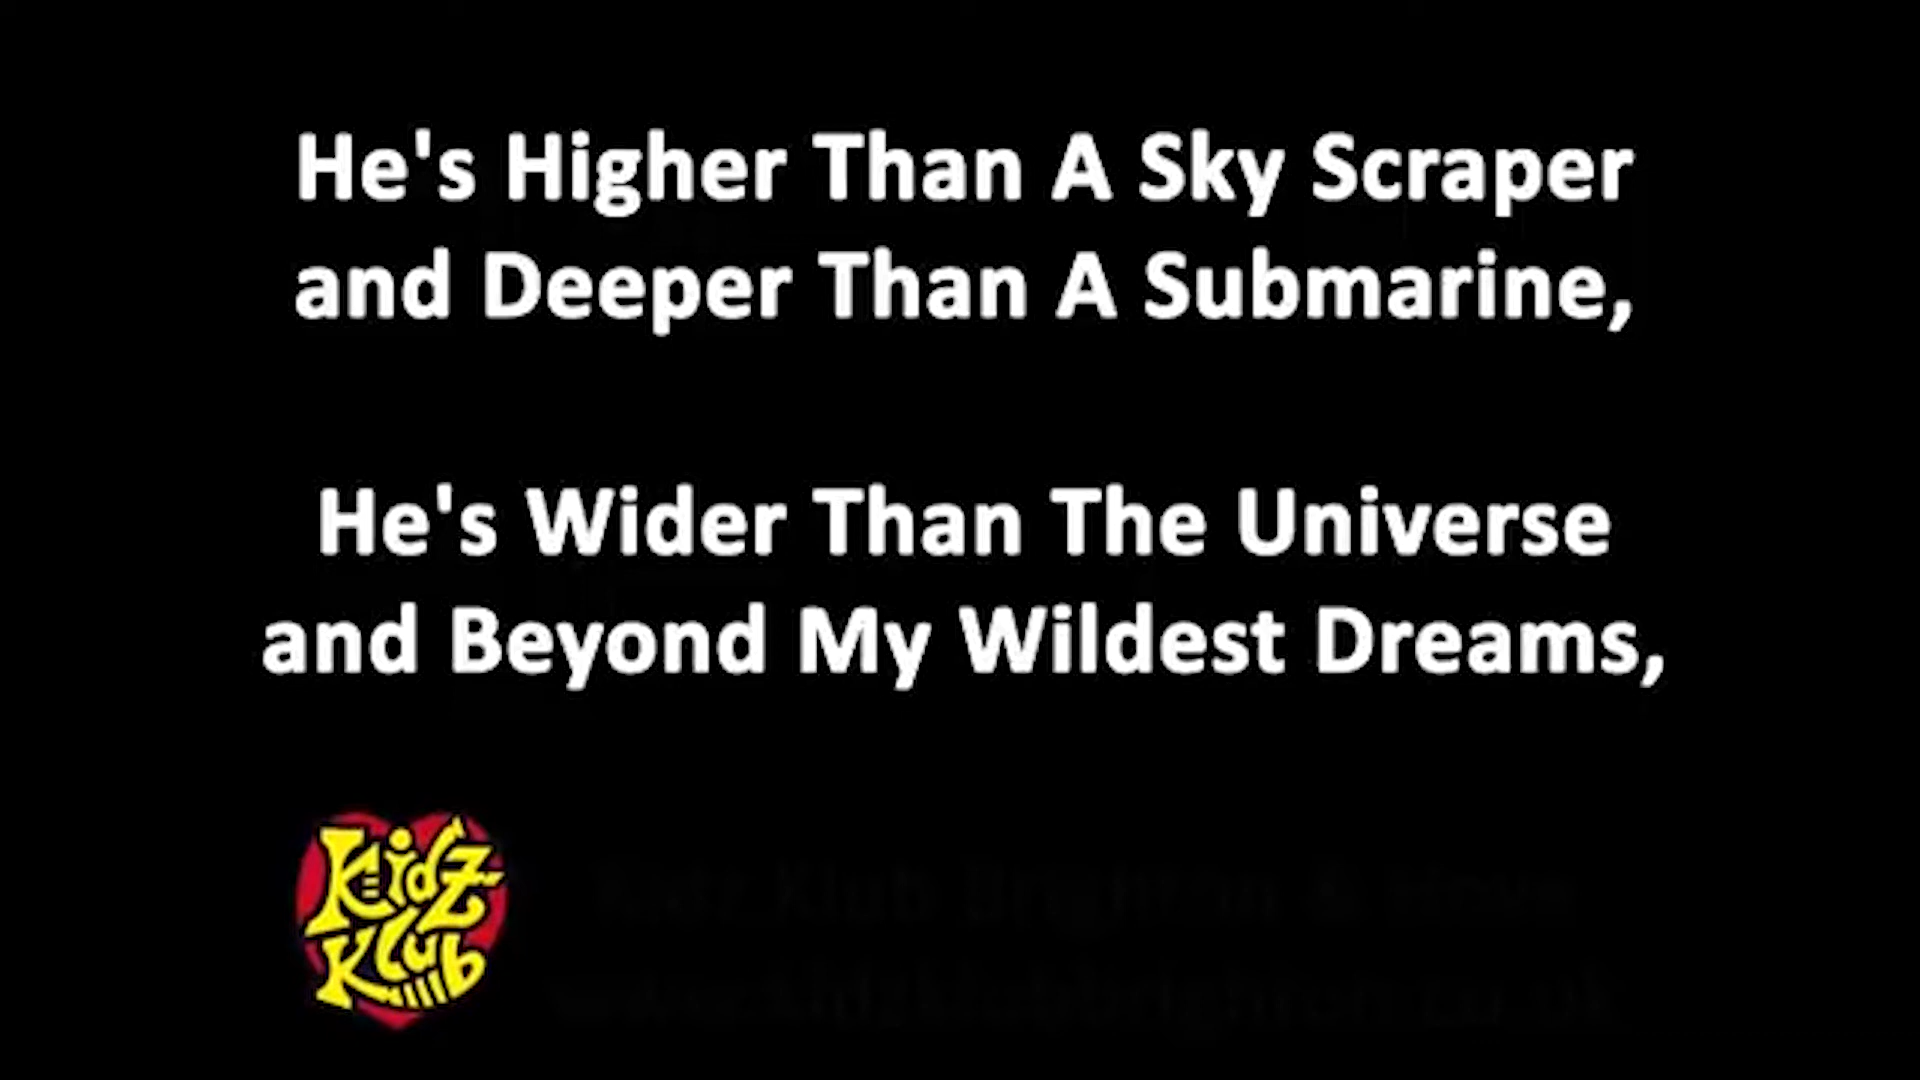 He's Higher Than A Sky Scraper
and Deeper Than A Submarine,
He's Wider Than The Universe
and Beyond My Wildest Dreams,
Kidz
Klub